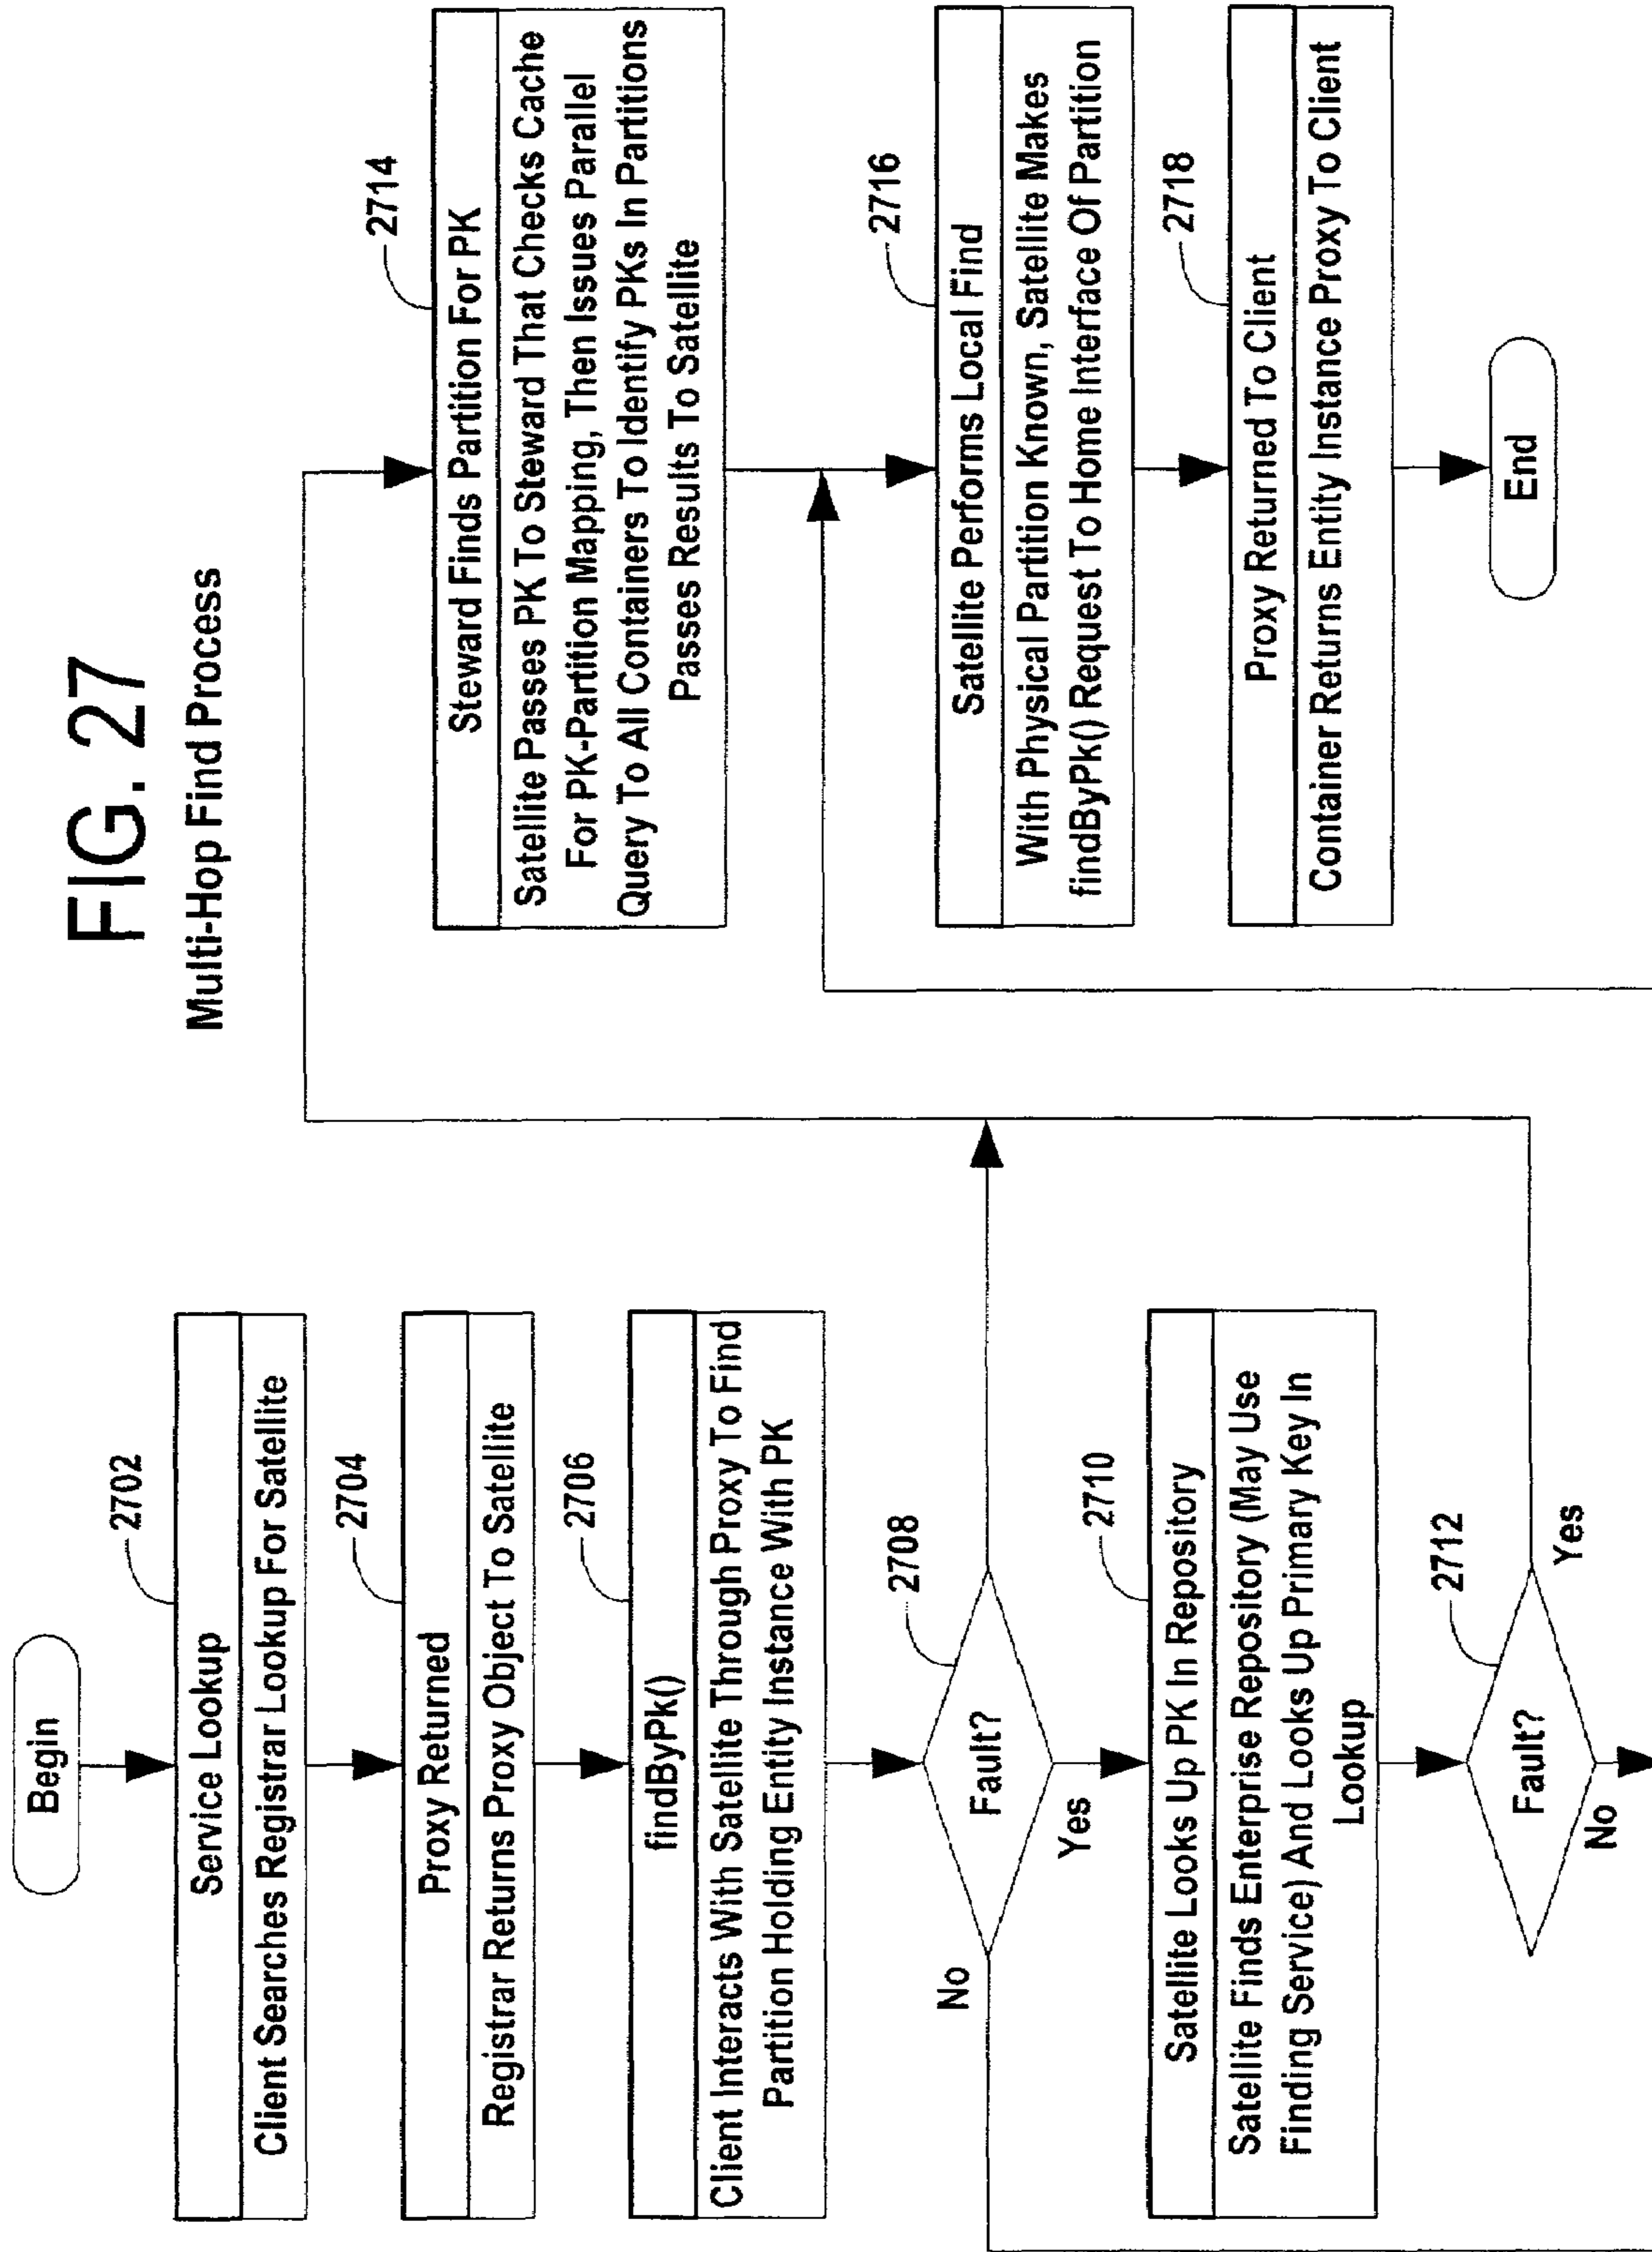 FIG. 27
Multi-Hop Find Process
Begin
2702
Service Lookup
Client Searches Registrar Lookup For Satellite
2704
Proxy Returned
Registrar Returns Proxy Object To Satellite
2706
findByPk()
Client Interacts With Satellite Through Proxy To Find
Partition Holding Entity Instance With PK
2708
Fault?
No
Yes
2710
Satellite Looks Up PK In Repository
Satellite Finds Enterprise Repository (May Use
Finding Service) And Looks Up Primary Key In
Lookup
2712
Fault?
No
Yes
2714
Steward Finds Partition For PK
Satellite Passes PK To Steward That Checks Cache
For PK-Partition Mapping, Then Issues Parallel
Query To All Containers To Identify PKs In Partitions
Passes Results To Satellite
2716
Satellite Performs Local Find
With Physical Partition Known, Satellite Makes
findByPk() Request To Home Interface Of Partition
2718
Proxy Returned To Client
Container Returns Entity Instance Proxy To Client
End